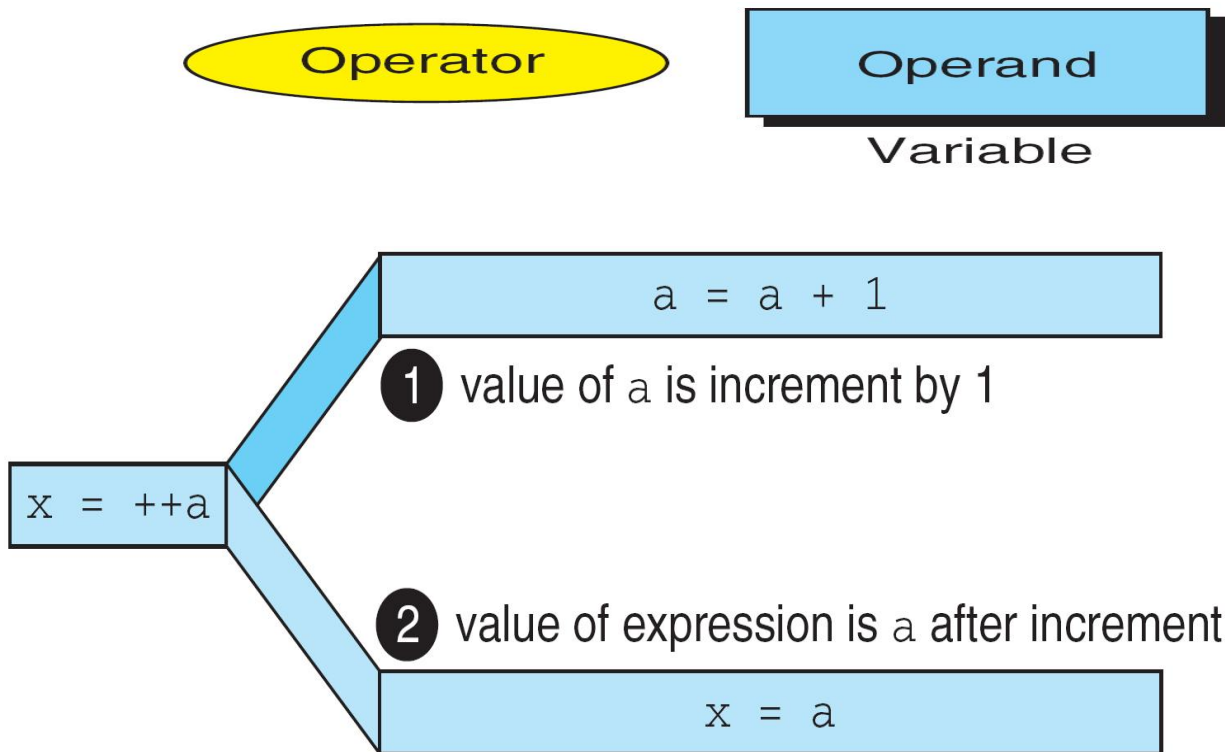 Operator
Operand
Variable
a = a + 1
1 value of a is increment by 1
x = ++a
2 value of expression is a after increment
x = a